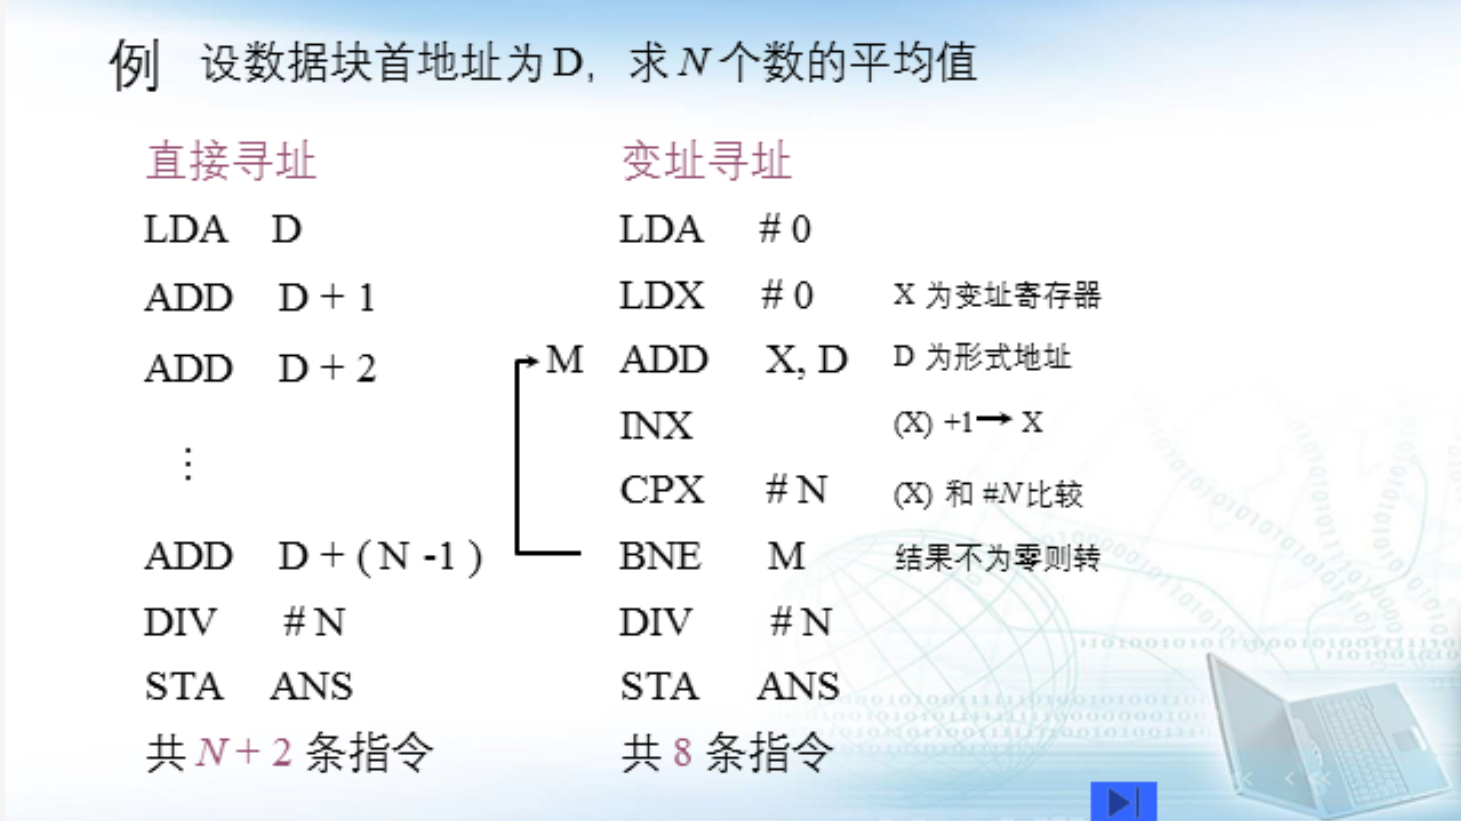 例 设数据块首地址为 D，求 N 个数的平均值
直接寻址 变址寻址
LDA D LDA # 0
ADD D + 1 LDX # 0 X 为变址寄存器
ADD D + 2 M ADD X, D D 为形式地址
⋮ INX (X) +1→ X
CPX # N (X) 和 #N 比较
ADD D + ( N -1 ) BNE M 结果不为零则转
DIV # N DIV # N
STA ANS STA ANS
共 N + 2 条指令 共 8 条指令